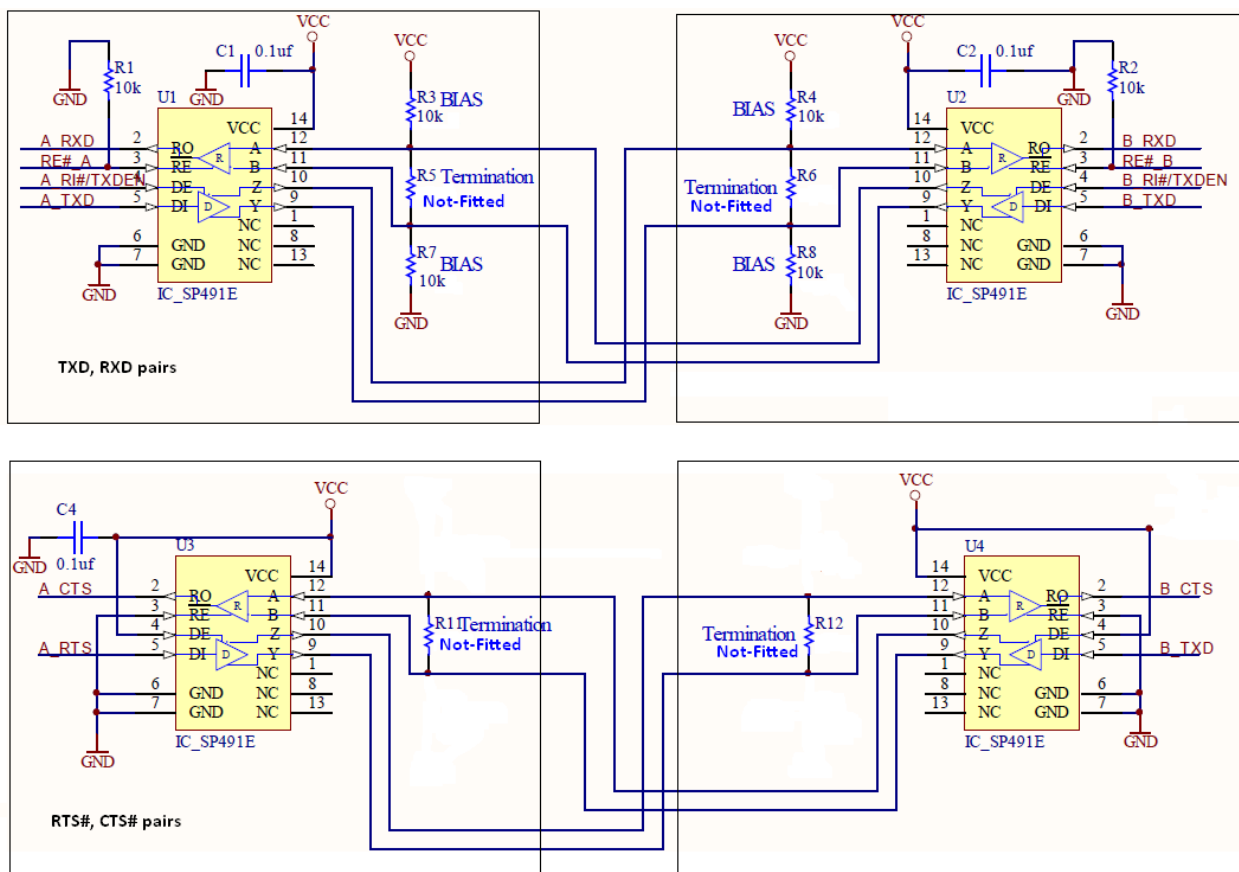 VCC
C1 0.1uf
R1
10k
GND
GND
U1
VCC
R3 BIAS
10k
A_RXD 2 RO VCC 14
A 12
RE#_A 3 RE R B 11
A_RI#/TXDEN 4 DE Z 10
A_TXD 5 DI D Y 9
NC 1
6 GND NC 8
7 GND NC 13
GND
IC_SP491E
R5 Termination
Not-Fitted
R7 BIAS
10k
GND
TXD, RXD pairs
VCC
BIAS R4
10k
Termination R6
Not-Fitted
BIAS R8
10k
GND
VCC
C2 0.1uf
GND
R2
10k
U2
14 VCC
12 A RO 2 B_RXD
11 B R RE 3 RE#_B
10 Z DE 4 B_RI#/TXDEN
9 Y D DI 5 B_TXD
1 NC
8 NC GND 6
13 NC GND 7
GND
IC_SP491E
C4
0.1uf
GND
VCC
U3
VCC 14
A_CTS 2 RO A 12
3 RE R B 11
4 DE Z 10
A_RTS 5 DI D Y 9
NC 1
6 GND NC 8
7 GND NC 13
GND
IC_SP491E
R11 Termination
Not-Fitted
RTS#, CTS# pairs
Termination R12
Not-Fitted
VCC
U4
14 VCC
12 A RO 2 B_CTS
11 B R RE 3
10 Z DE 4
9 Y D DI 5 B_TXD
1 NC
8 NC GND 6
13 NC GND 7
GND
IC_SP491E